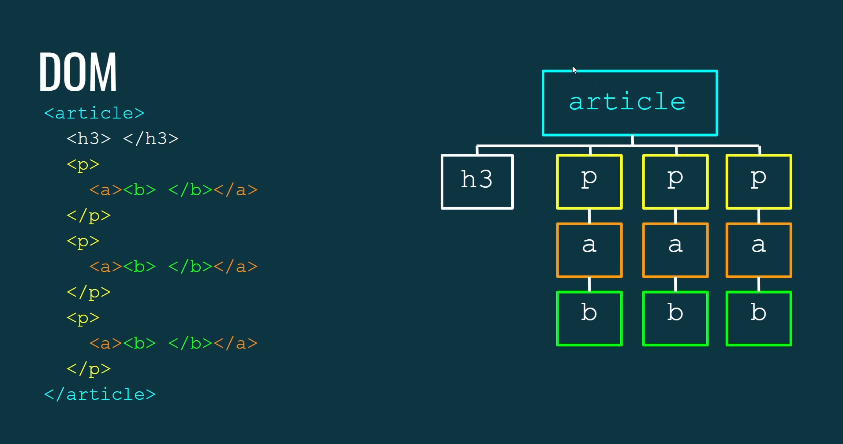 DOM
<article>
<h3> </h3>
<p>
<a><b> </b></a>
</p>
<p>
<a><b> </b></a>
</p>
<p>
<a><b> </b></a>
</p>
</article>
article
h3 p p p
a a a
b b b